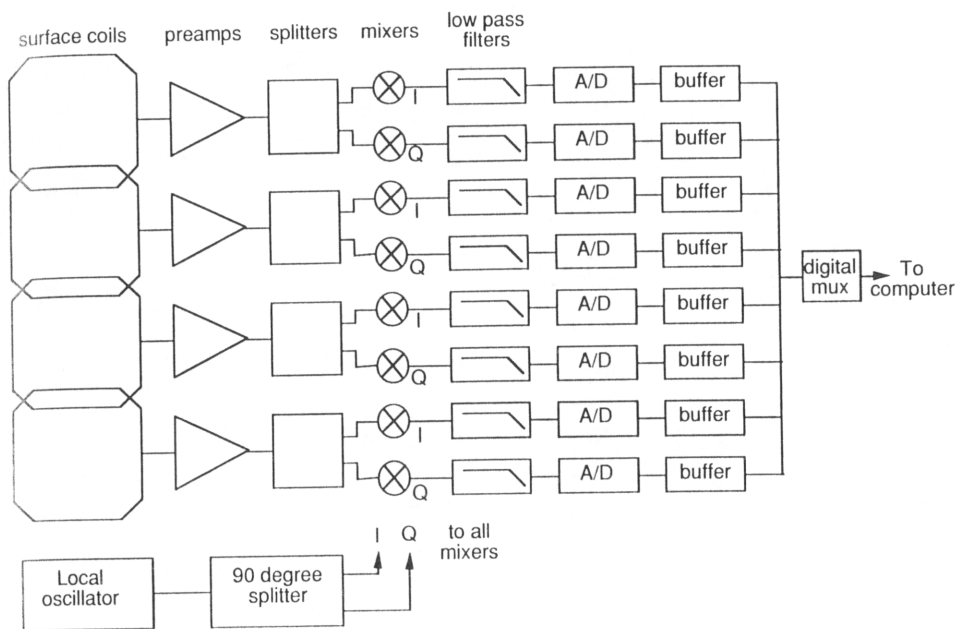 surface coils preamps splitters mixers low pass
filters
I A/D buffer
Q A/D buffer
I A/D buffer
Q A/D buffer
digital
mux
To
computer
I A/D buffer
Q A/D buffer
I A/D buffer
Q A/D buffer
I Q to all
mixers
Local
oscillator
90 degree
splitter